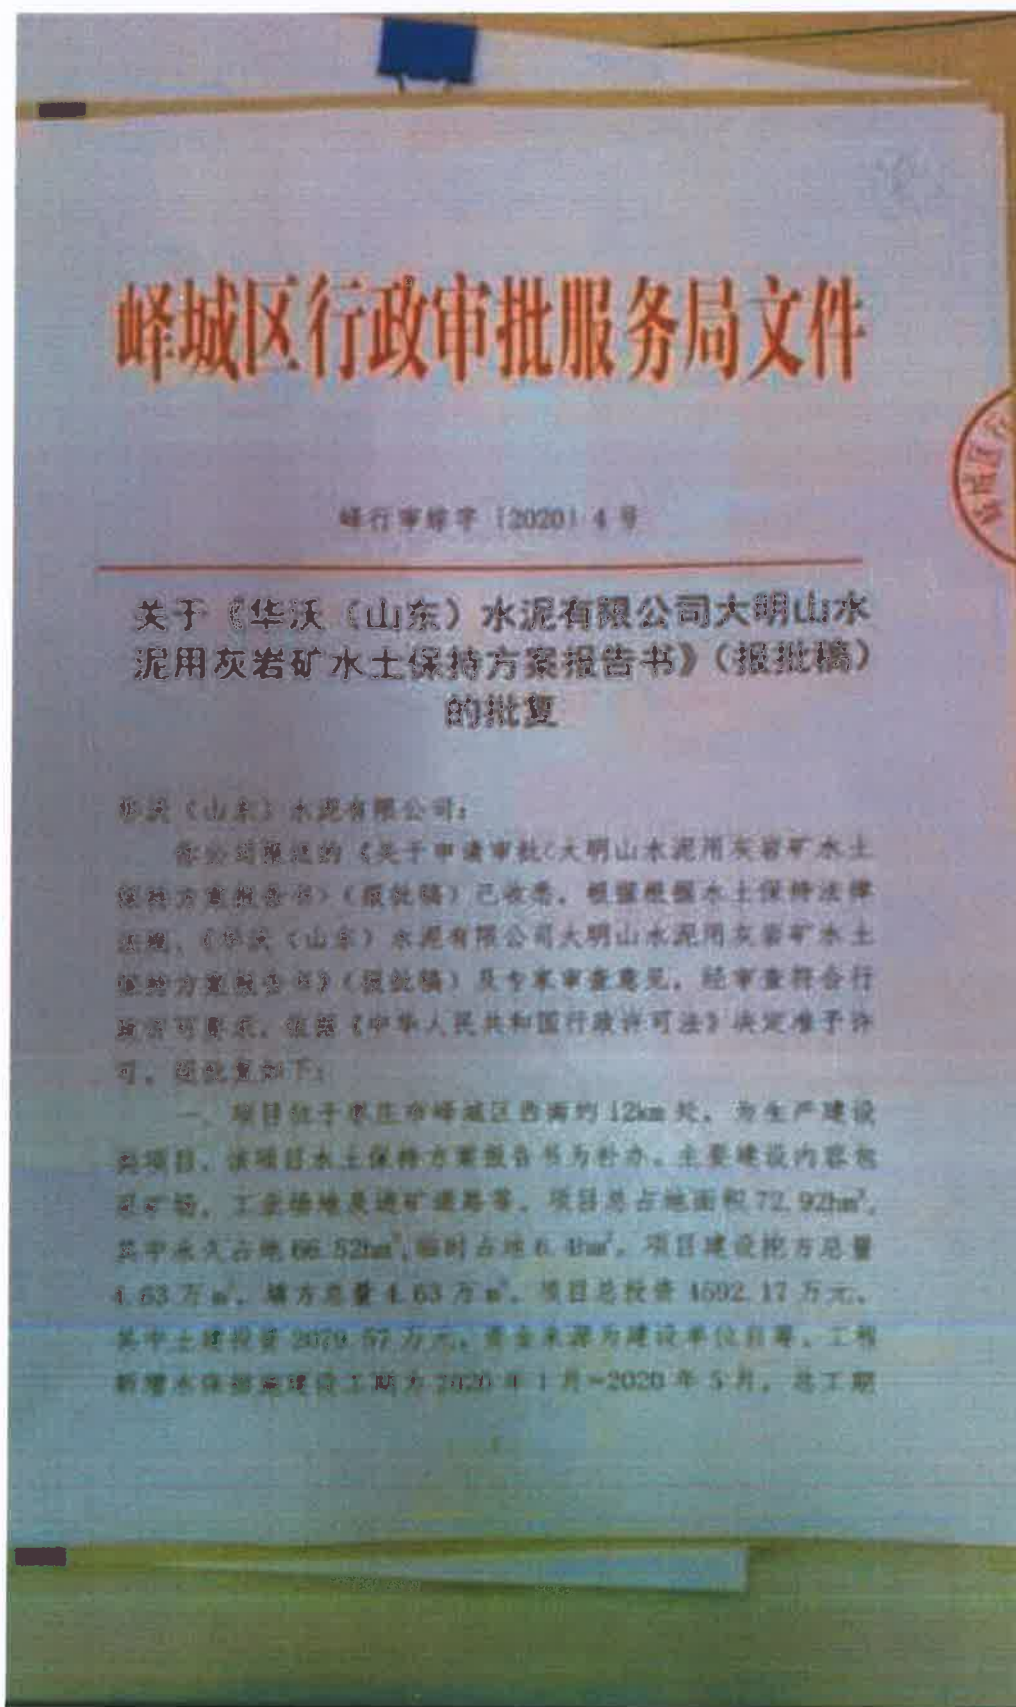 峄城区行政审批服务局文件
峄行审综字〔2020〕4号
关于《华沃（山东）水泥有限公司大明山水
泥用灰岩矿水土保持方案报告书》（报批稿）
的批复
华沃（山东）水泥有限公司：
你公司报送的《关于申请审批《大明山水泥用灰岩矿水土
保持方案报告书》（报批稿）已收悉，根据根据水土保持法律
法规，《华沃（山东）水泥有限公司大明山水泥用灰岩矿水土
保持方案报告书》（报批稿）及专家审查意见，经审查符合行
政许可要求，依据《中华人民共和国行政许可法》决定准予许
可，现批复如下：
一、项目位于枣庄市峄城区西南约12km处，为生产建设
类项目，该项目水土保持方案报告书为补办。主要建设内容包
括矿场、工业场地及进矿道路等。项目总占地面积72.92hm²，
其中永久占地66.52hm²，临时占地6.4hm²。项目建设挖方总量
4.63万m³，填方总量4.63万m³。项目总投资4592.17万元，
其中土建投资2079.57万元，资金来源为建设单位自筹。工程
新增水保措施建设工期为2020年1月~2020年5月，总工期